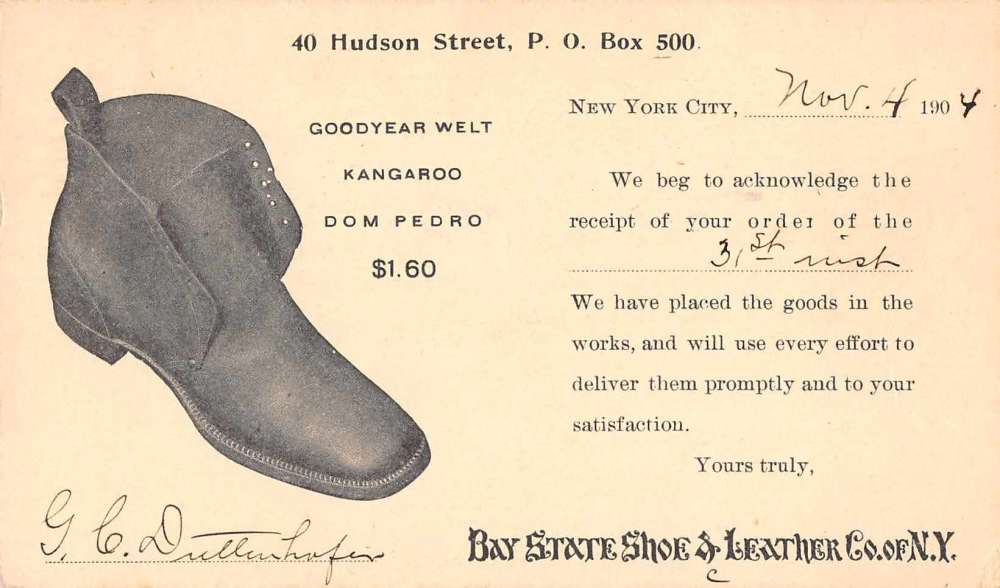 40 Hudson Street, P. O. Box 500.
GOODYEAR WELT
KANGAROO
DOM PEDRO
$1.60
NEW YORK CITY, Nov. 4 1904
We beg to acknowledge the
receipt of your order of the
31st inst
We have placed the goods in the
works, and will use every effort to
deliver them promptly and to your
satisfaction.
Yours truly,
G. C. Duttenhofer
BAY STATE SHOE & LEATHER CO. OF N.Y.